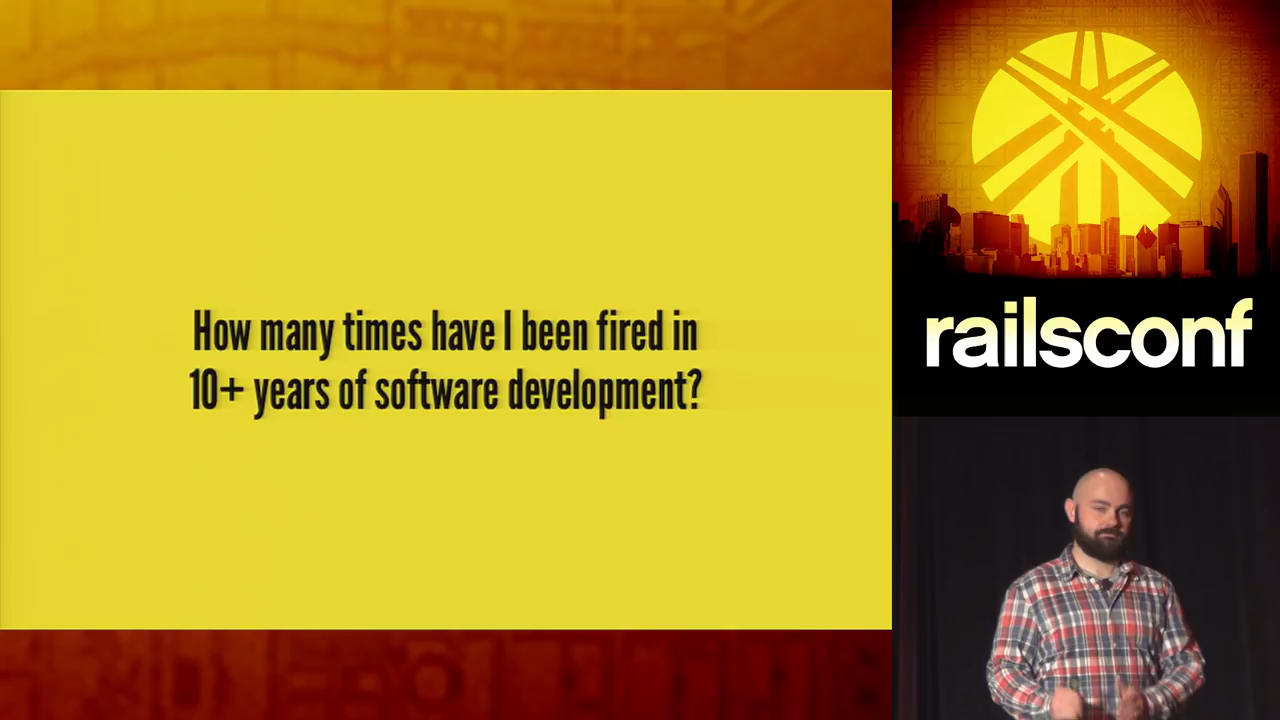 How many times have I been fired in
10+ years of software development?
railsconf